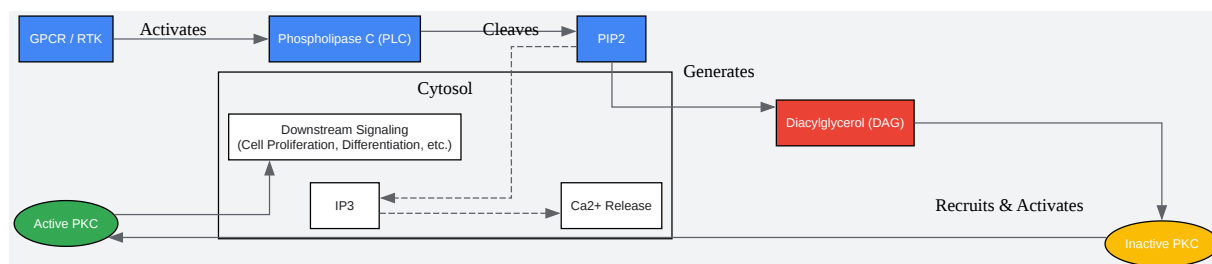 GPCR / RTK
Activates
Phospholipase C (PLC)
Cleaves
PIP2
Generates
Cytosol
Diacylglycerol (DAG)
Downstream Signaling
(Cell Proliferation, Differentiation, etc.)
IP3
Ca2+ Release
Recruits & Activates
Active PKC
Inactive PKC